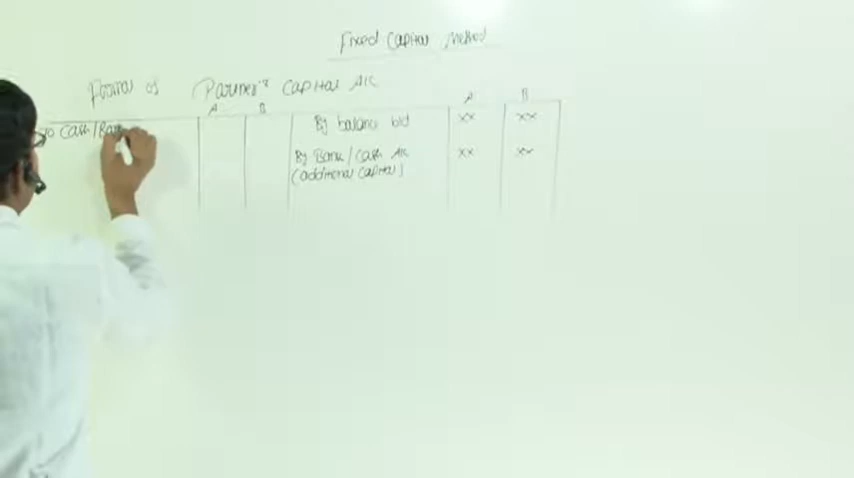 Fixed Capital Method
Format of Partner's Capital A/c
A B A B
To Cash/Bank By balance b/d xx xx
By Bank/Cash A/c xx xx
(additional capital)